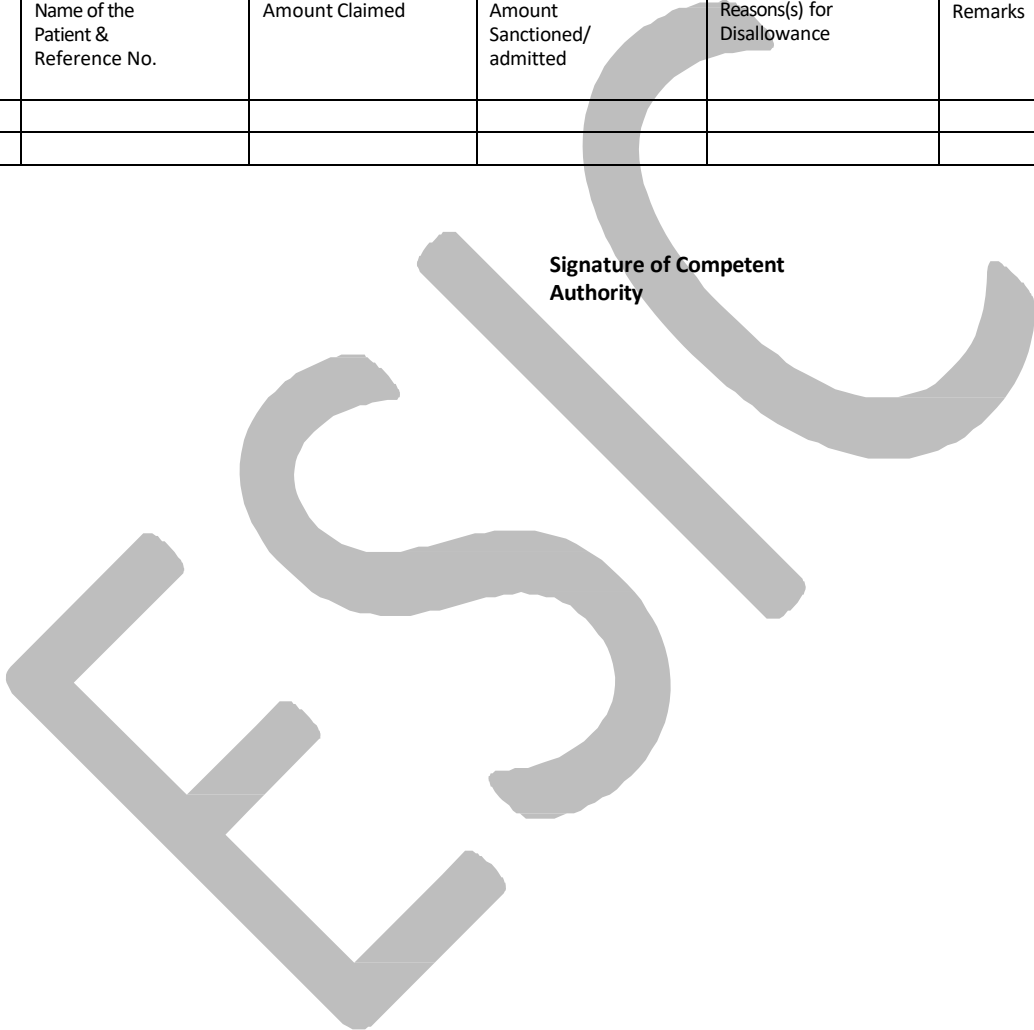 Name of the Amount Claimed Amount Reasons(s) for Remarks
Patient & Sanctioned/ Disallowance
Reference No. admitted
Signature of Competent
Authority
ESIC